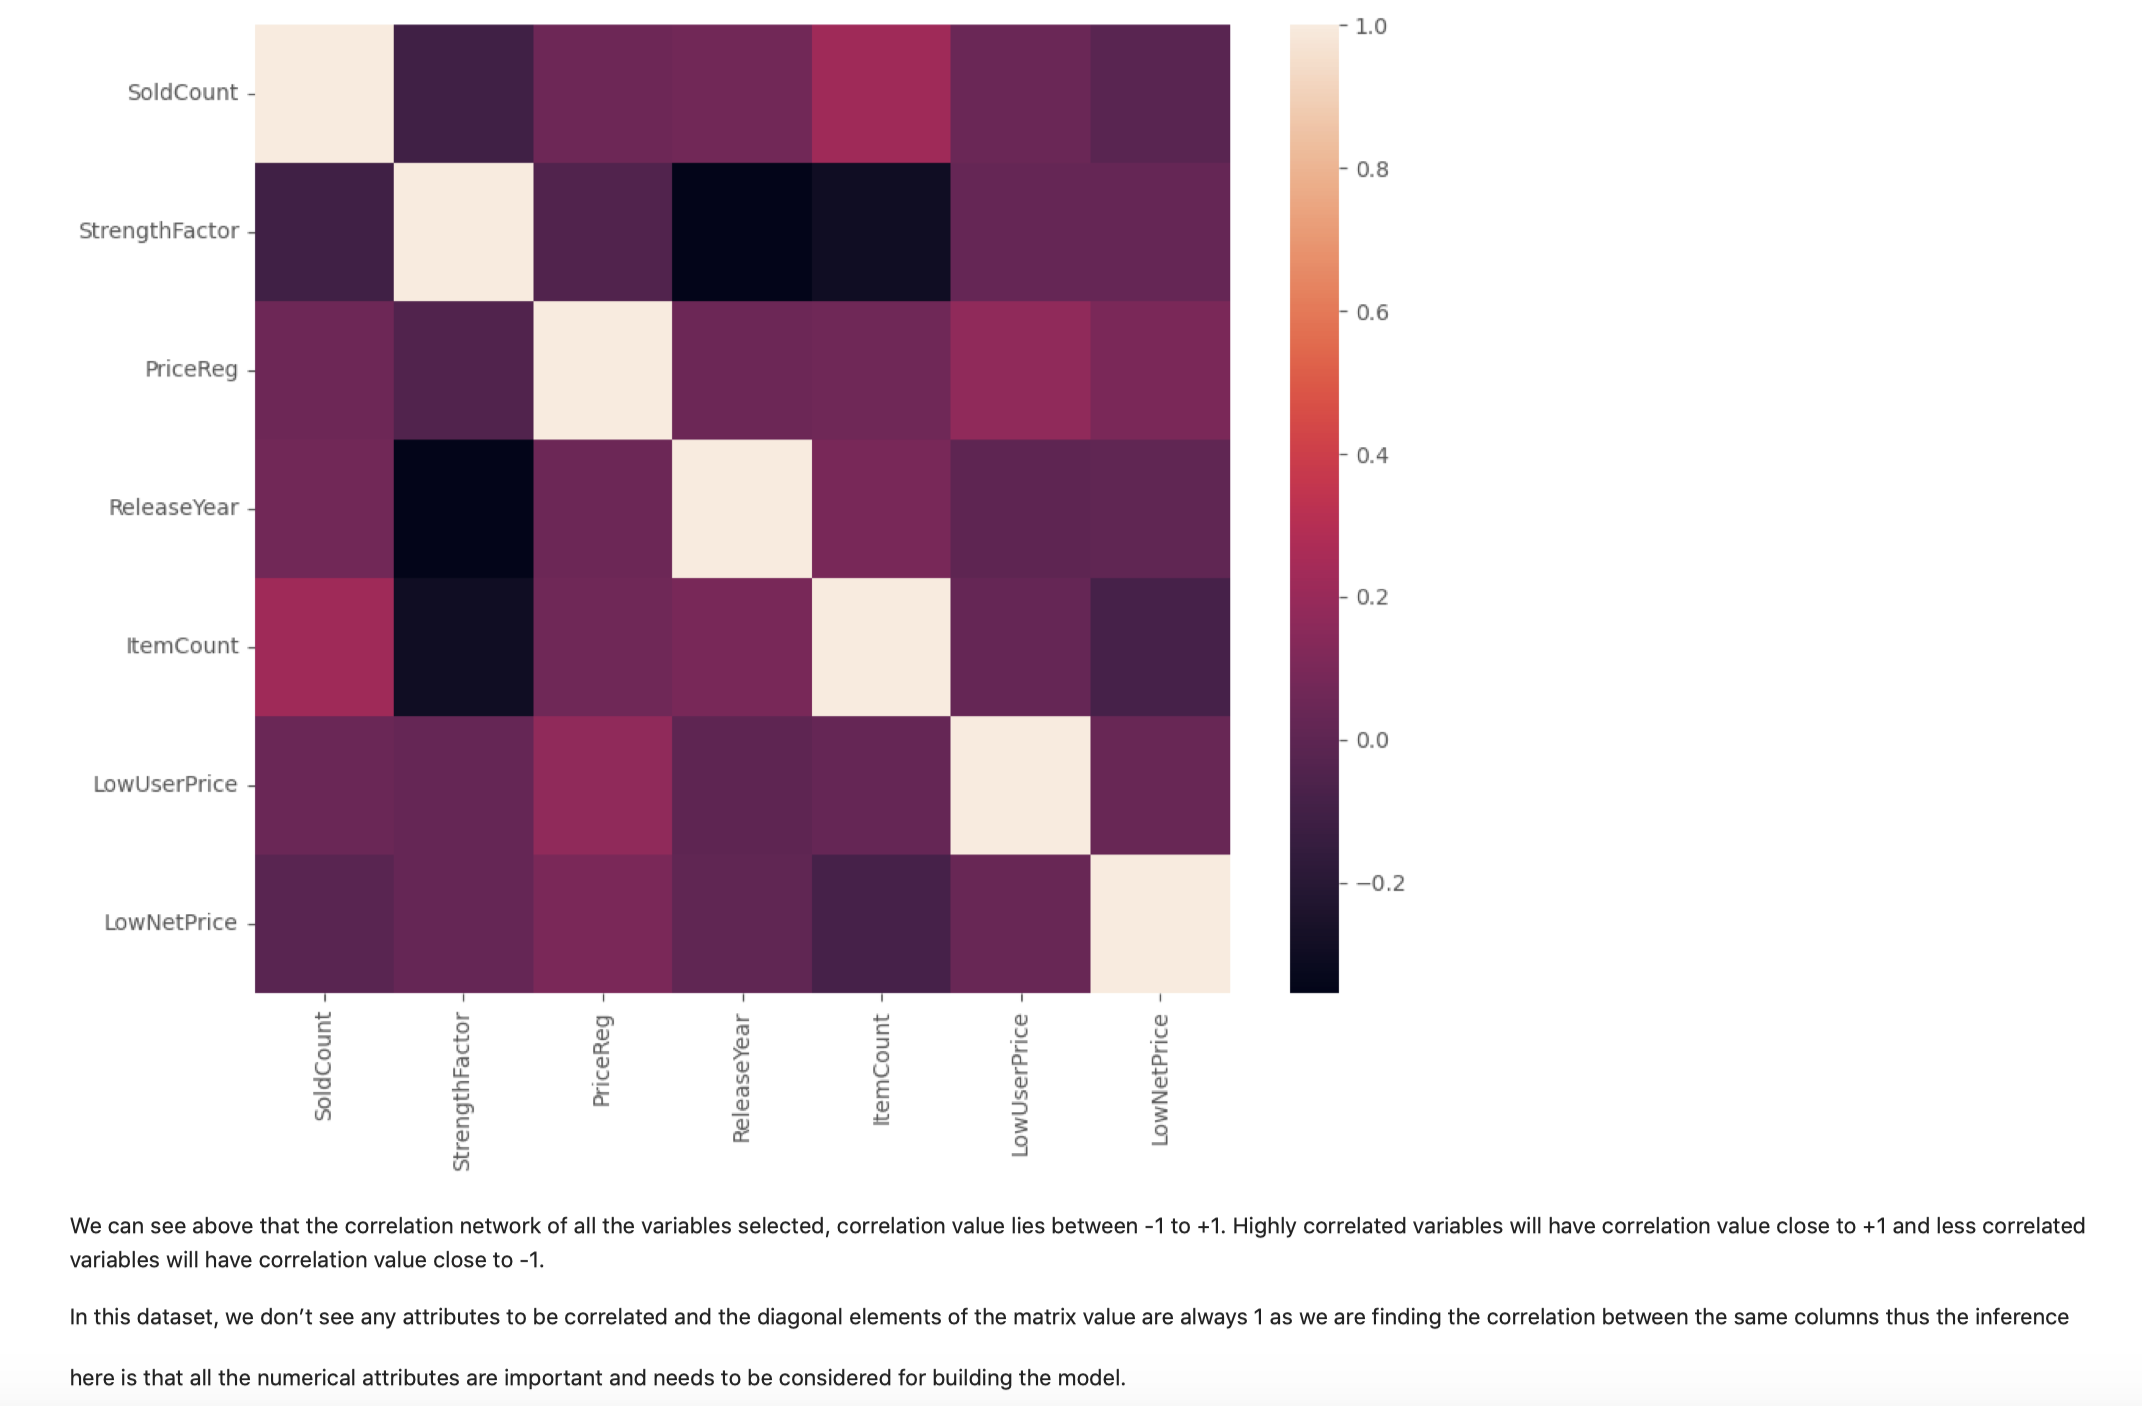 SoldCount
StrengthFactor
PriceReg
ReleaseYear
ItemCount
LowUserPrice
LowNetPrice
1.0
0.8
0.6
0.4
0.2
0.0
−0.2
SoldCount
StrengthFactor
PriceReg
ReleaseYear
ItemCount
LowUserPrice
LowNetPrice
We can see above that the correlation network of all the variables selected, correlation value lies between -1 to +1. Highly correlated variables will have correlation value close to +1 and less correlated
variables will have correlation value close to -1.
In this dataset, we don’t see any attributes to be correlated and the diagonal elements of the matrix value are always 1 as we are finding the correlation between the same columns thus the inference
here is that all the numerical attributes are important and needs to be considered for building the model.